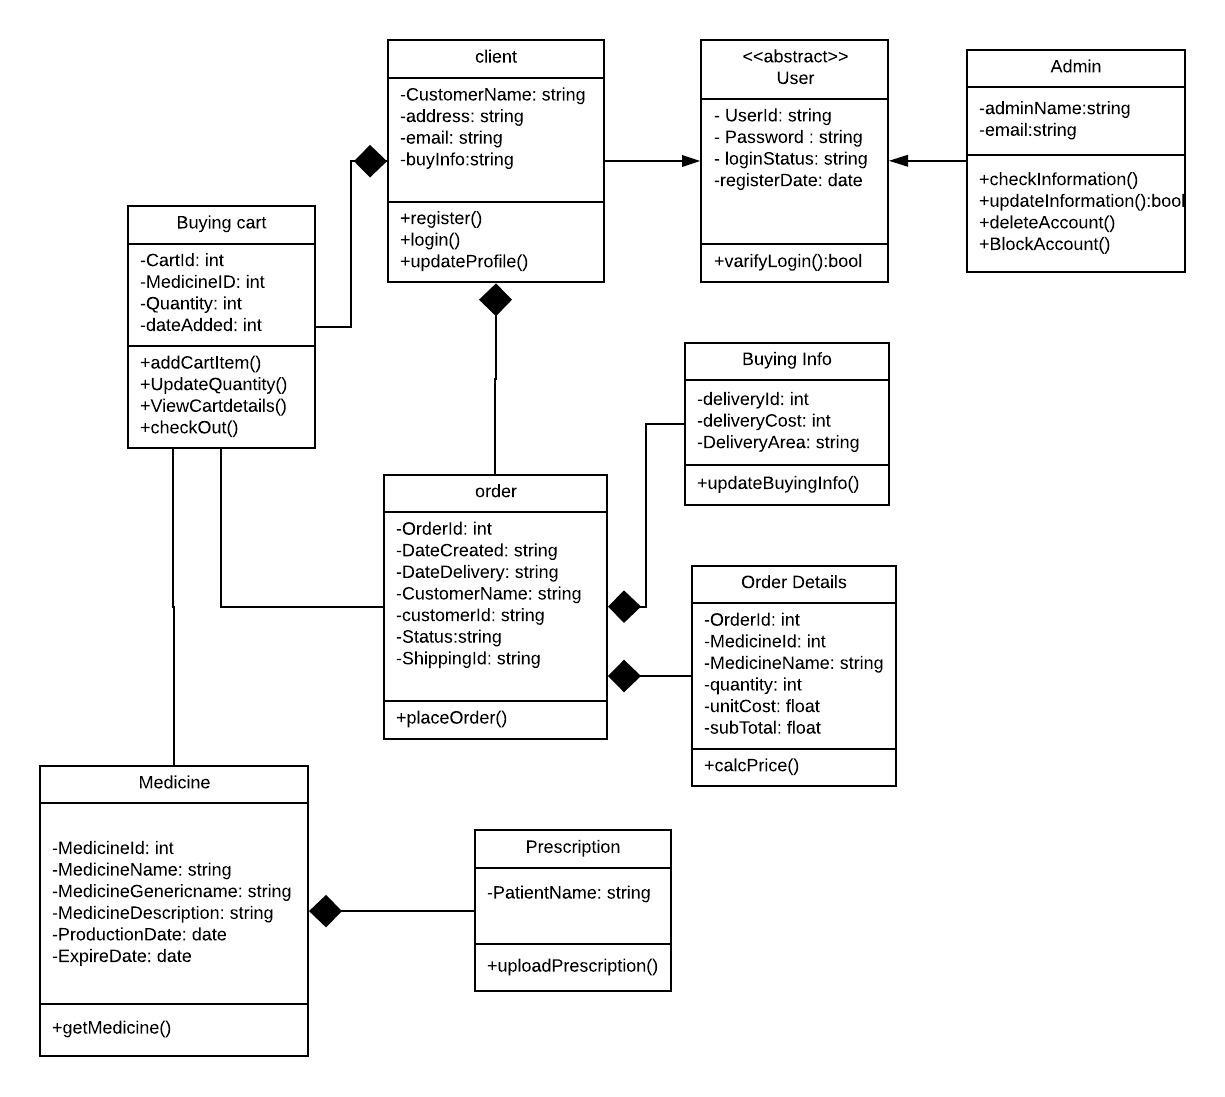 client
-CustomerName: string
-address: string
-email: string
-buyInfo:string
+register()
+login()
+updateProfile()
<<abstract>>
User
- UserId: string
- Password : string
- loginStatus: string
-registerDate: date
+varifyLogin():bool
Admin
-adminName:string
-email:string
+checkInformation()
+updateInformation():bool
+deleteAccount()
+BlockAccount()
Buying cart
-CartId: int
-MedicineID: int
-Quantity: int
-dateAdded: int
+addCartItem()
+UpdateQuantity()
+ViewCartdetails()
+checkOut()
Buying Info
-deliveryId: int
-deliveryCost: int
-DeliveryArea: string
+updateBuyingInfo()
order
-OrderId: int
-DateCreated: string
-DateDelivery: string
-CustomerName: string
-customerId: string
-Status:string
-ShippingId: string
+placeOrder()
Order Details
-OrderId: int
-MedicineId: int
-MedicineName: string
-quantity: int
-unitCost: float
-subTotal: float
+calcPrice()
Medicine
-MedicineId: int
-MedicineName: string
-MedicineGenericname: string
-MedicineDescription: string
-ProductionDate: date
-ExpireDate: date
+getMedicine()
Prescription
-PatientName: string
+uploadPrescription()